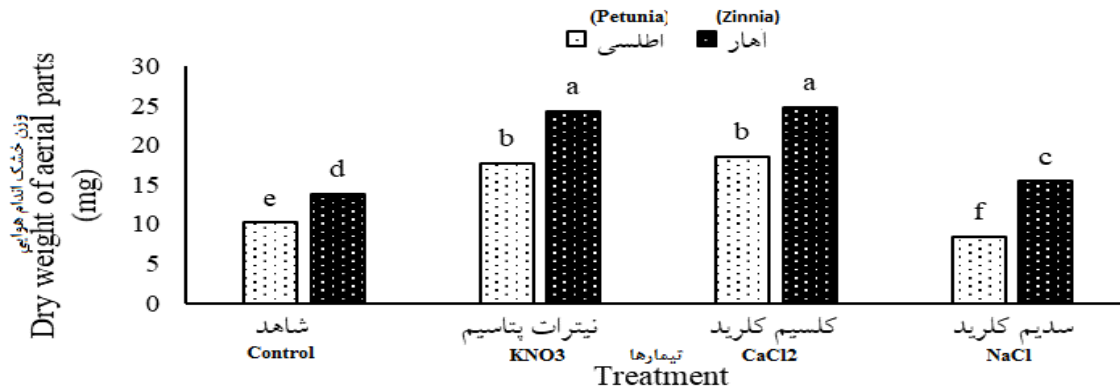 (Petunia) (Zinnia)
اطلسی آهار
وزن خشک اندام هوایی
Dry weight of aerial parts
(mg)
30
25
20
15
10
5
0
e d b a b a f c
شاهد نیترات پتاسیم کلسیم کلرید سدیم کلرید
Control KNO3 CaCl2 NaCl
تیمارها
Treatment